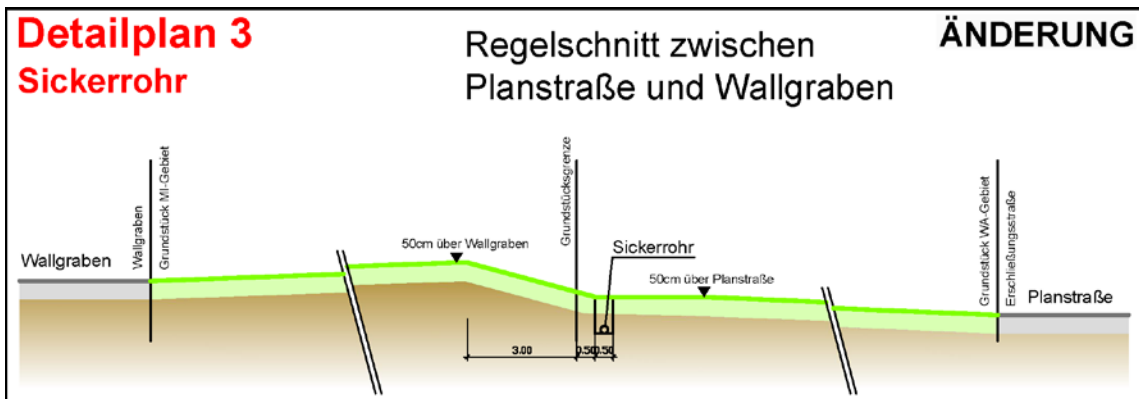 Detailplan 3
Sickerrohr
Regelschnitt zwischen
Planstraße und Wallgraben
ÄNDERUNG
Wallgraben
Wallgraben
Grundstück MI-Gebiet
50cm über Wallgraben
Grundstücksgrenze
Sickerrohr
50cm über Planstraße
Grundstück WA-Gebiet
Erschließungsstraße
Planstraße
3.00
0.50
0.50